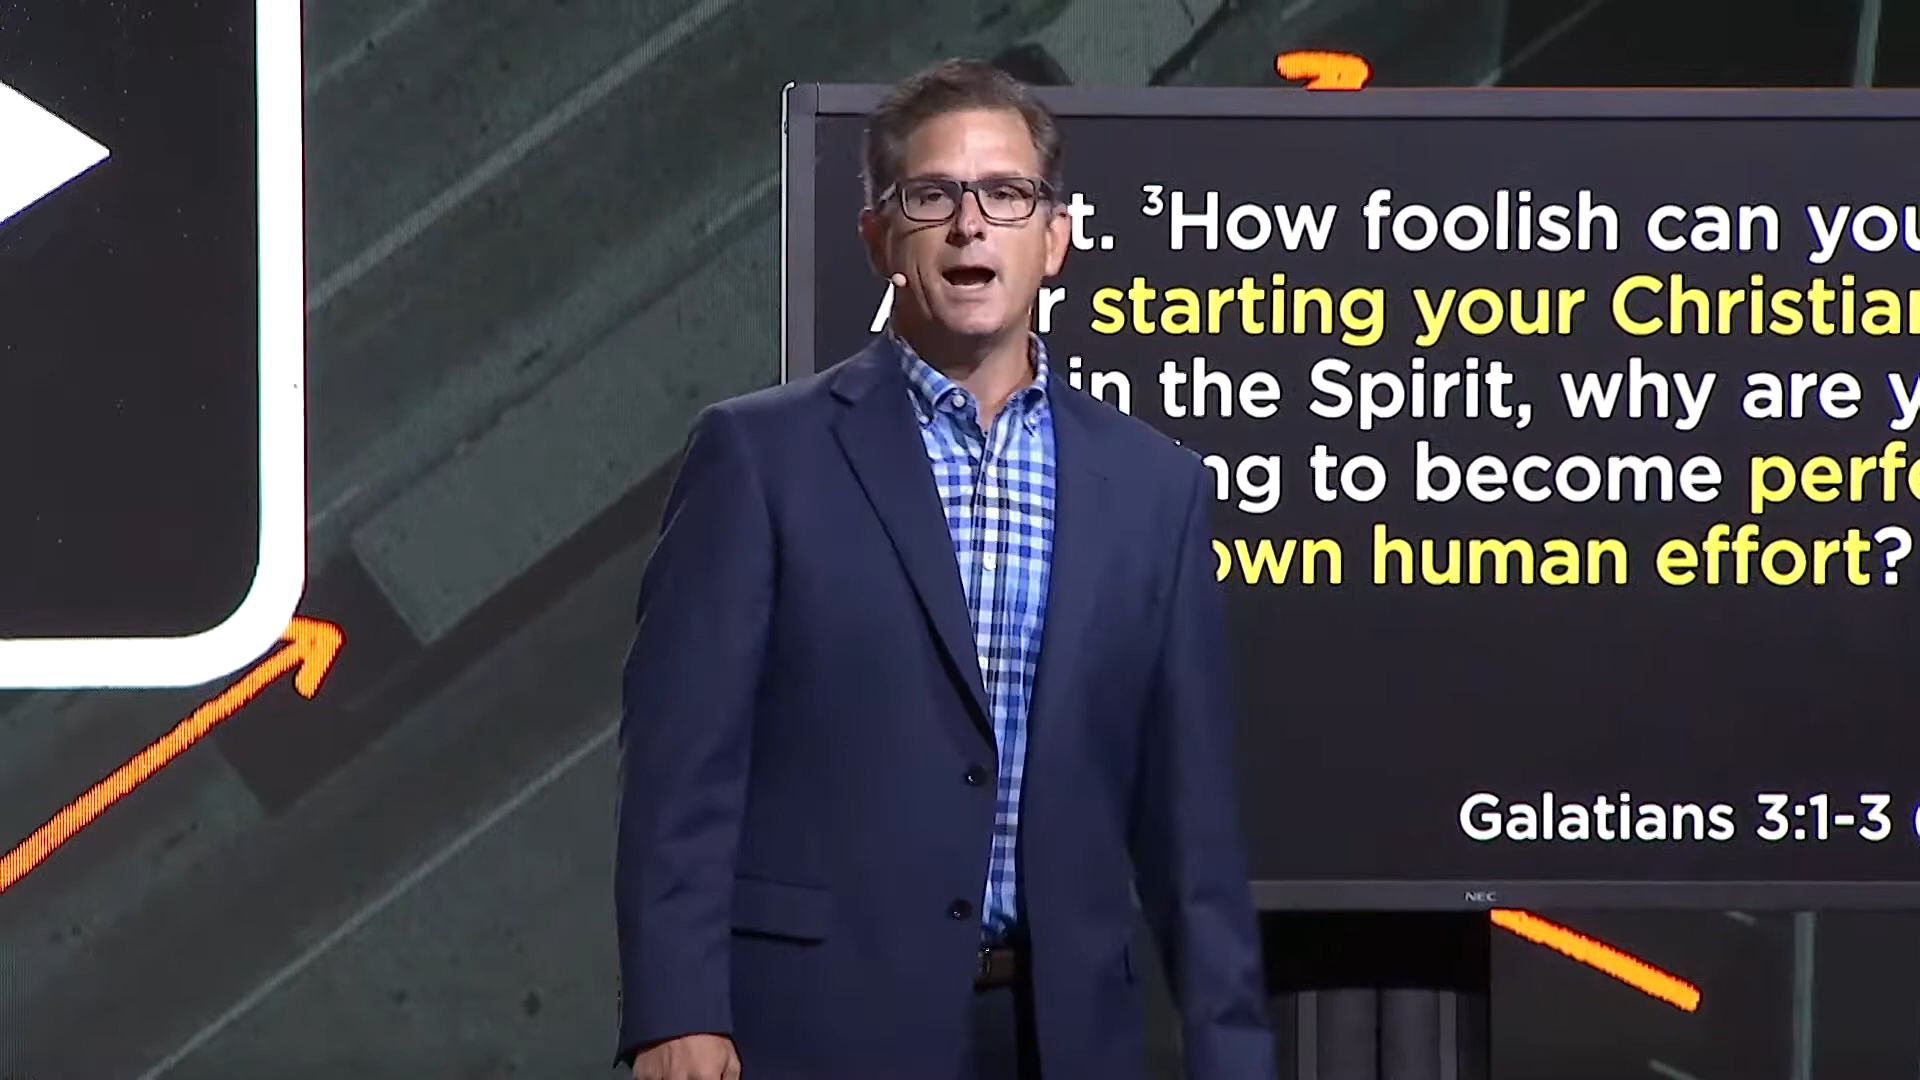 t. ³How foolish can you
r starting your Christian
in the Spirit, why are y
ng to become perfe
own human effort?
Galatians 3:1-3
NEC